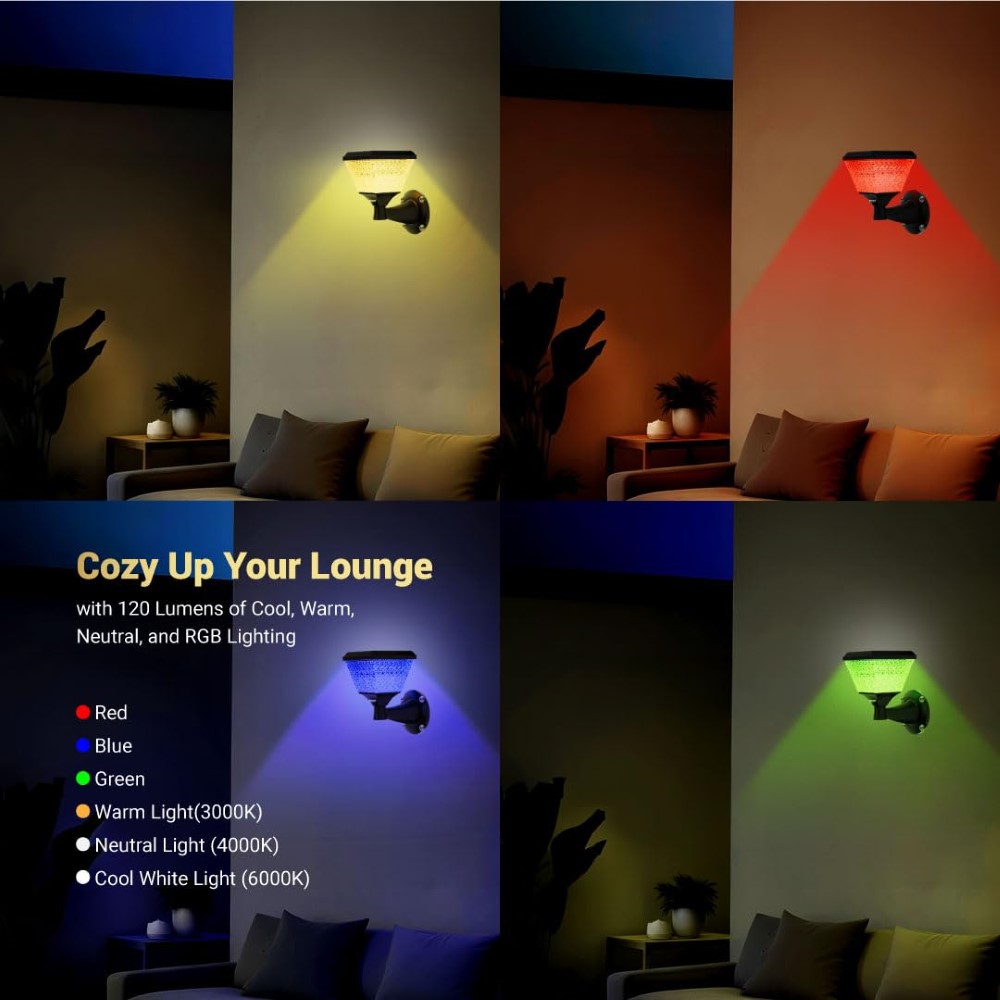 Cozy Up Your Lounge
with 120 Lumens of Cool, Warm,
Neutral, and RGB Lighting
Red
Blue
Green
Warm Light(3000K)
Neutral Light (4000K)
Cool White Light (6000K)